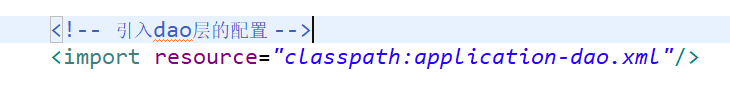 <!-- 引入dao层的配置 -->
<import resource="classpath:application-dao.xml"/>